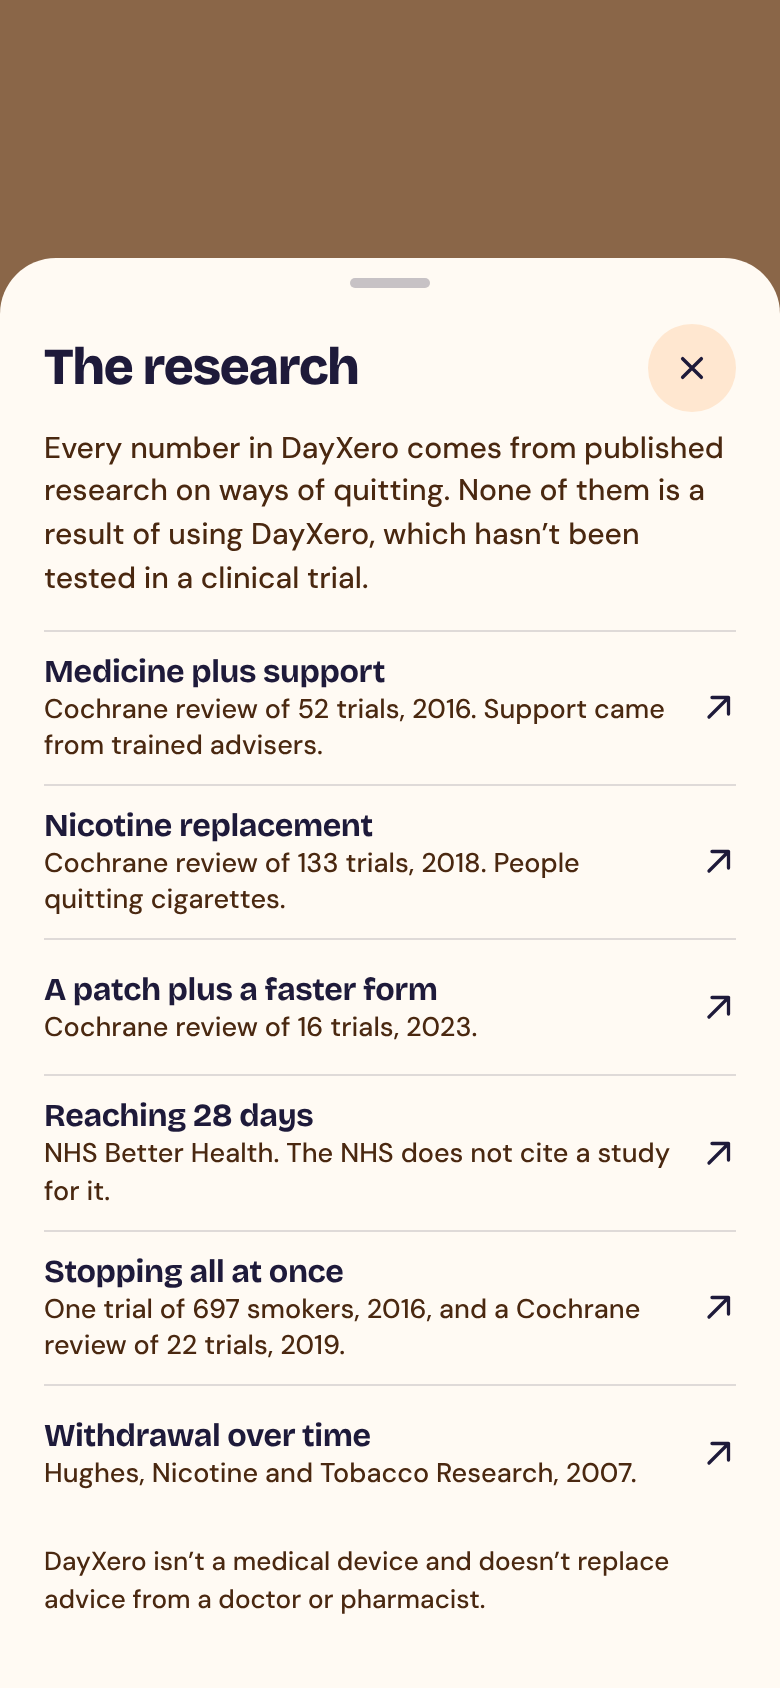 The research
Every number in DayXero comes from published
research on ways of quitting. None of them is a
result of using DayXero, which hasn’t been
tested in a clinical trial.
Medicine plus support
Cochrane review of 52 trials, 2016. Support came
from trained advisers.
Nicotine replacement
Cochrane review of 133 trials, 2018. People
quitting cigarettes.
A patch plus a faster form
Cochrane review of 16 trials, 2023.
Reaching 28 days
NHS Better Health. The NHS does not cite a study
for it.
Stopping all at once
One trial of 697 smokers, 2016, and a Cochrane
review of 22 trials, 2019.
Withdrawal over time
Hughes, Nicotine and Tobacco Research, 2007.
DayXero isn’t a medical device and doesn’t replace
advice from a doctor or pharmacist.